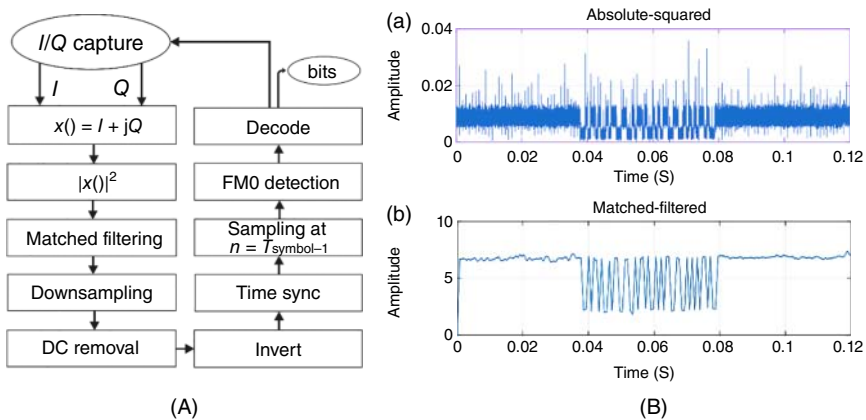 I/Q capture
bits
I
Q
x() = I + jQ
|x()|²
Matched filtering
Downsampling
DC removal
Decode
FM0 detection
Sampling at
n = Tsymbol–1
Time sync
Invert
(A)
(a)
Absolute-squared
0.04
0.02
0
Amplitude
0
0.02
0.04
0.06
0.08
0.1
0.12
Time (S)
(b)
Matched-filtered
10
5
0
Amplitude
0
0.02
0.04
0.06
0.08
0.1
0.12
Time (S)
(B)